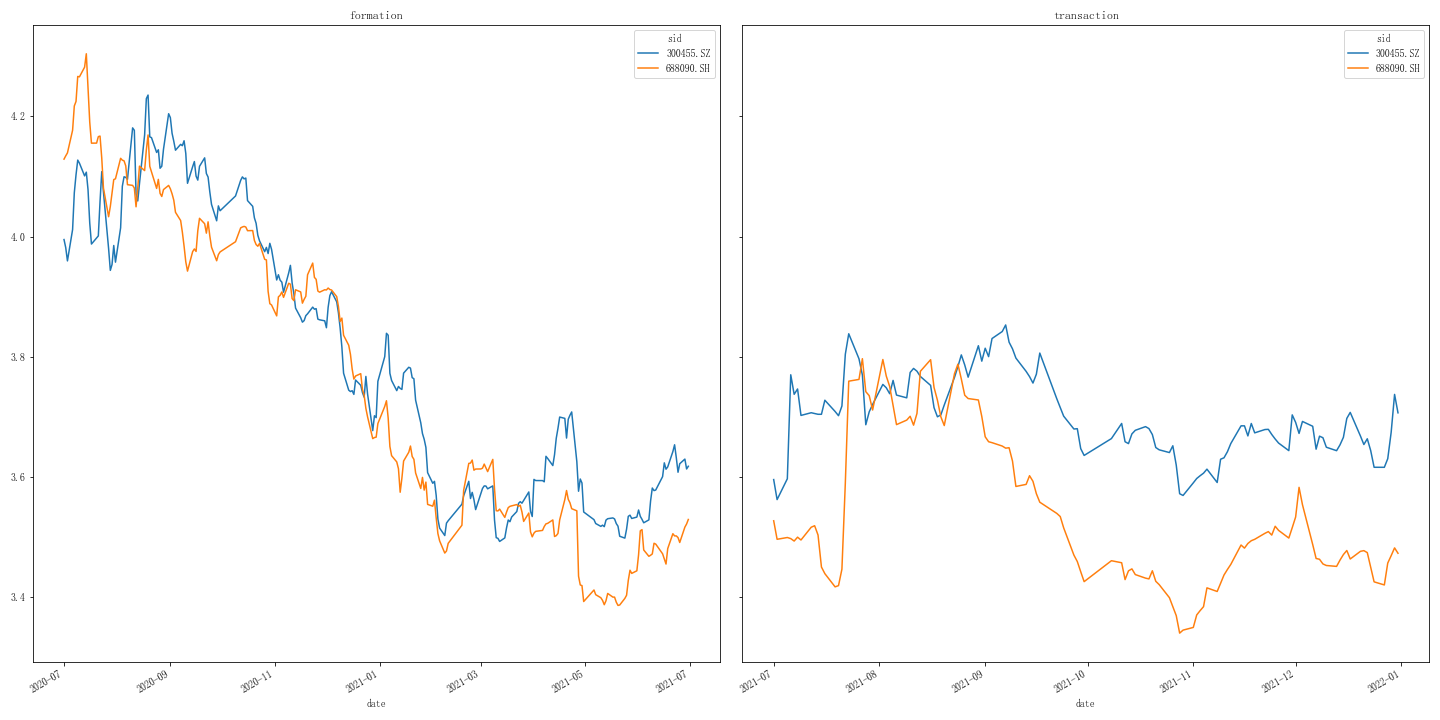 formation
sid
300455.SZ
688090.SH
4.2
4.0
3.8
3.6
3.4
2020-07
2020-09
2020-11
2021-01
2021-03
2021-05
2021-07
date
transaction
sid
300455.SZ
688090.SH
2021-07
2021-08
2021-09
2021-10
2021-11
2021-12
2022-01
date